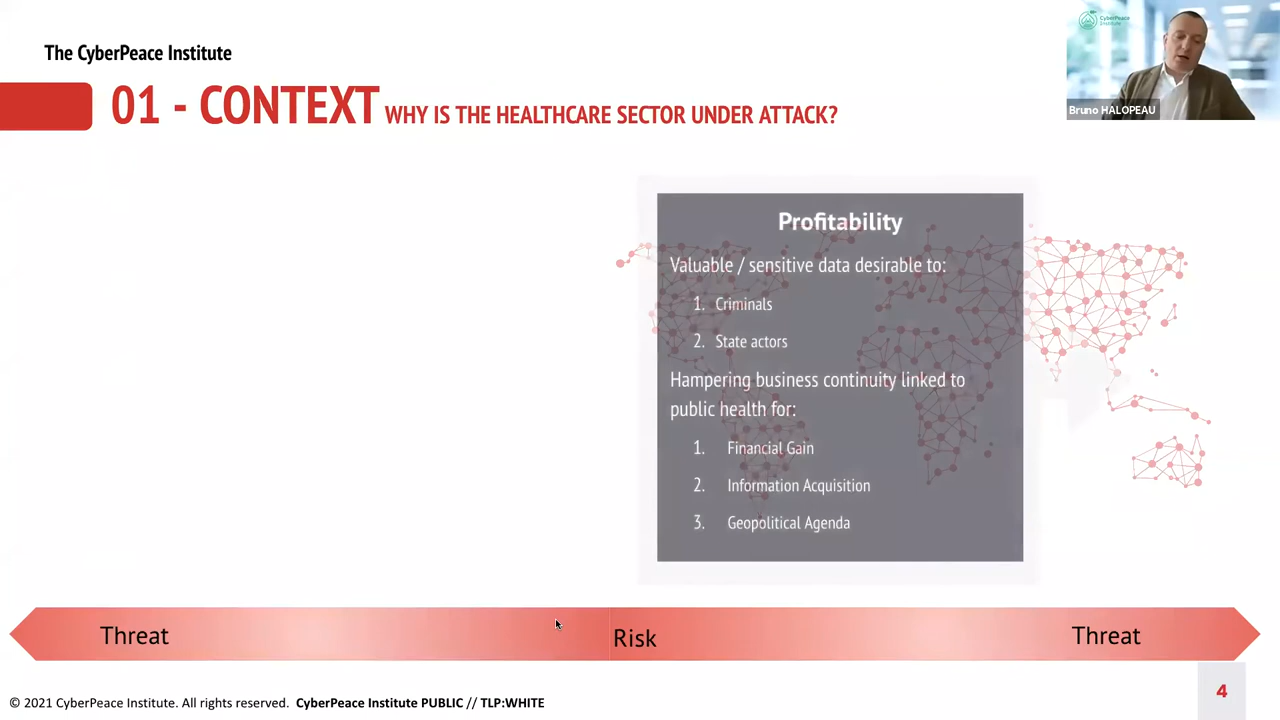 The CyberPeace Institute
01 - CONTEXT WHY IS THE HEALTHCARE SECTOR UNDER ATTACK?
CyberPeace
Institute
Bruno HALOPEAU
Profitability
Valuable / sensitive data desirable to:
1. Criminals
2. State actors
Hampering business continuity linked to
public health for:
1. Financial Gain
2. Information Acquisition
3. Geopolitical Agenda
Threat
Risk
Threat
© 2021 CyberPeace Institute. All rights reserved. CyberPeace Institute PUBLIC // TLP:WHITE
4